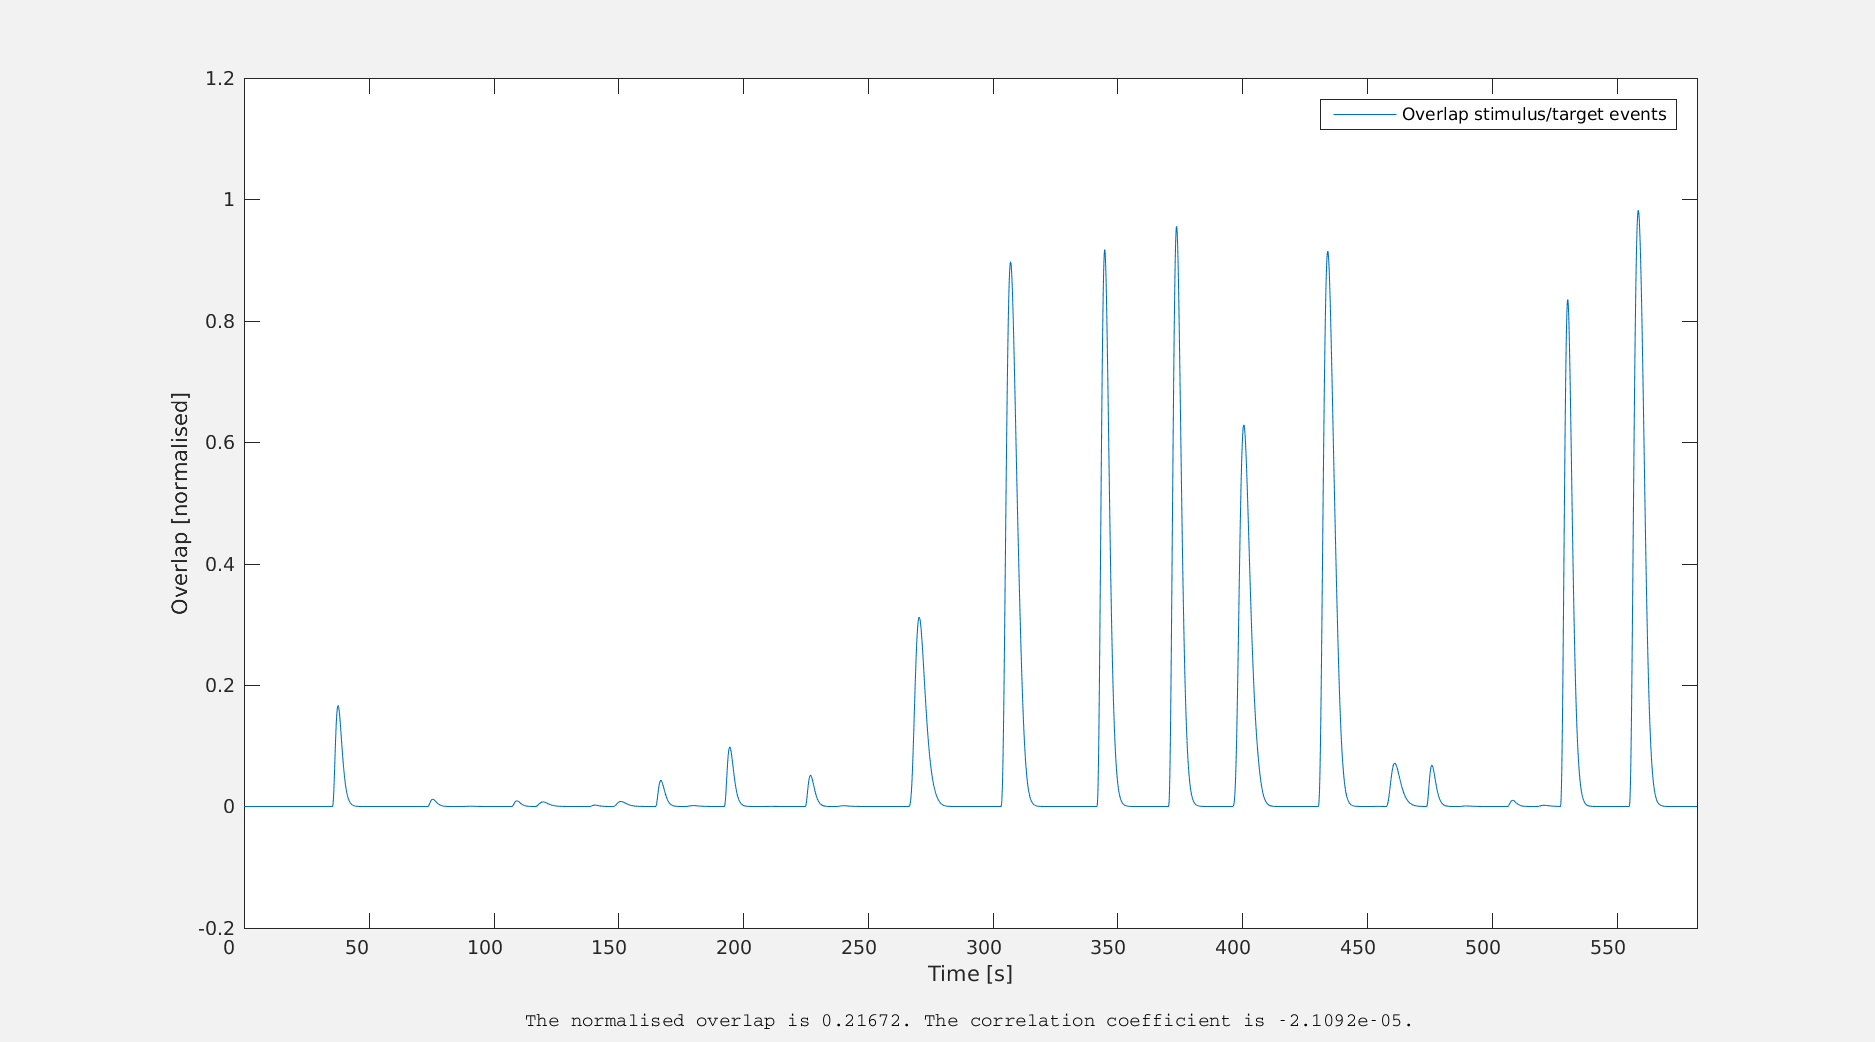 1.2
Overlap stimulus/target events
1
0.8
0.6
0.4
0.2
0
-0.2
Overlap [normalised]
0 50 100 150 200 250 300 350 400 450 500 550
Time [s]
The normalised overlap is 0.21672. The correlation coefficient is -2.1092e-05.